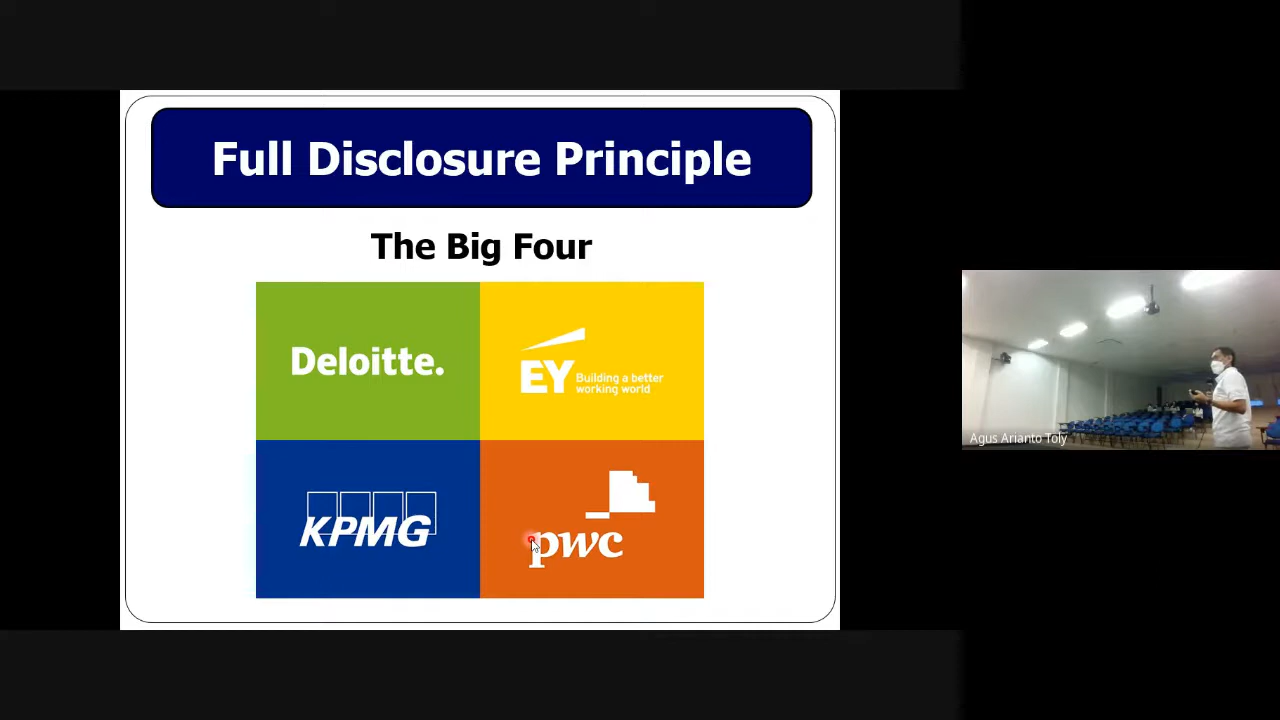 Full Disclosure Principle
The Big Four
Deloitte.
EY Building a better
working world
KPMG
pwc
Agus Arianto Toly